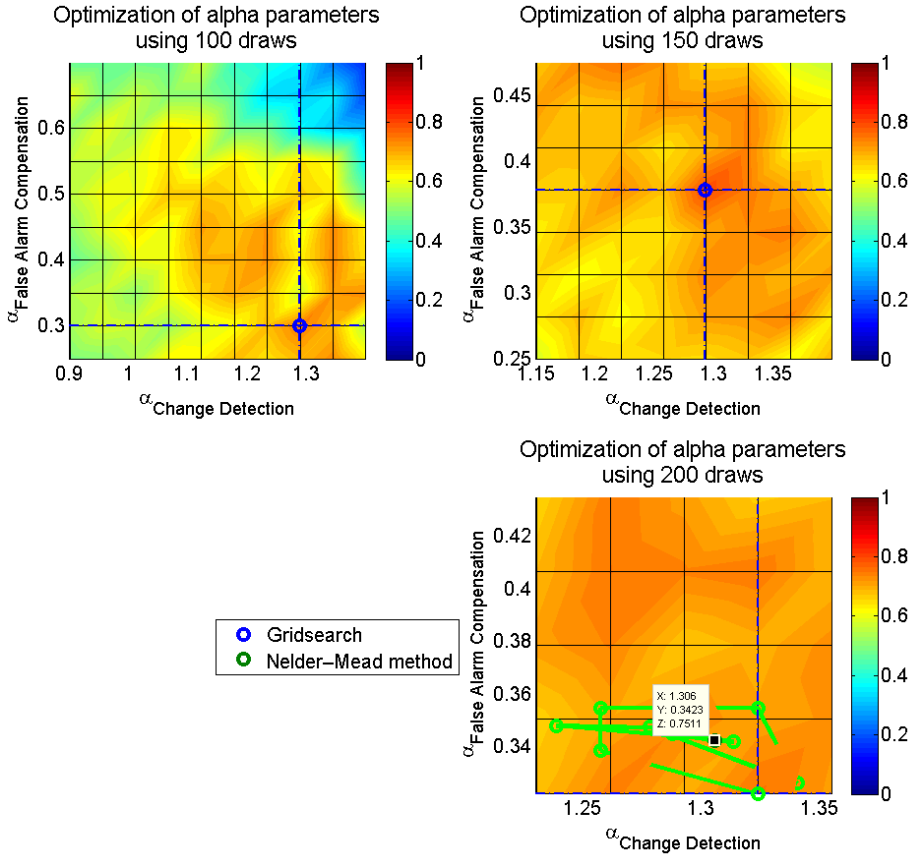 Optimization of alpha parameters
using 100 draws
0.6
0.5
0.4
0.3
0.9
1
1.1
1.2
1.3
αFalse Alarm Compensation
αChange Detection
1
0.8
0.6
0.4
0.2
0
Optimization of alpha parameters
using 150 draws
0.45
0.4
0.35
0.3
0.25
1.15
1.2
1.25
1.3
1.35
αFalse Alarm Compensation
αChange Detection
1
0.8
0.6
0.4
0.2
0
Optimization of alpha parameters
using 200 draws
0.42
0.4
0.38
0.36
0.34
1.25
1.3
1.35
αFalse Alarm Compensation
αChange Detection
X: 1.306
Y: 0.3423
Z: 0.7511
1
0.8
0.6
0.4
0.2
0
Gridsearch
Nelder–Mead method